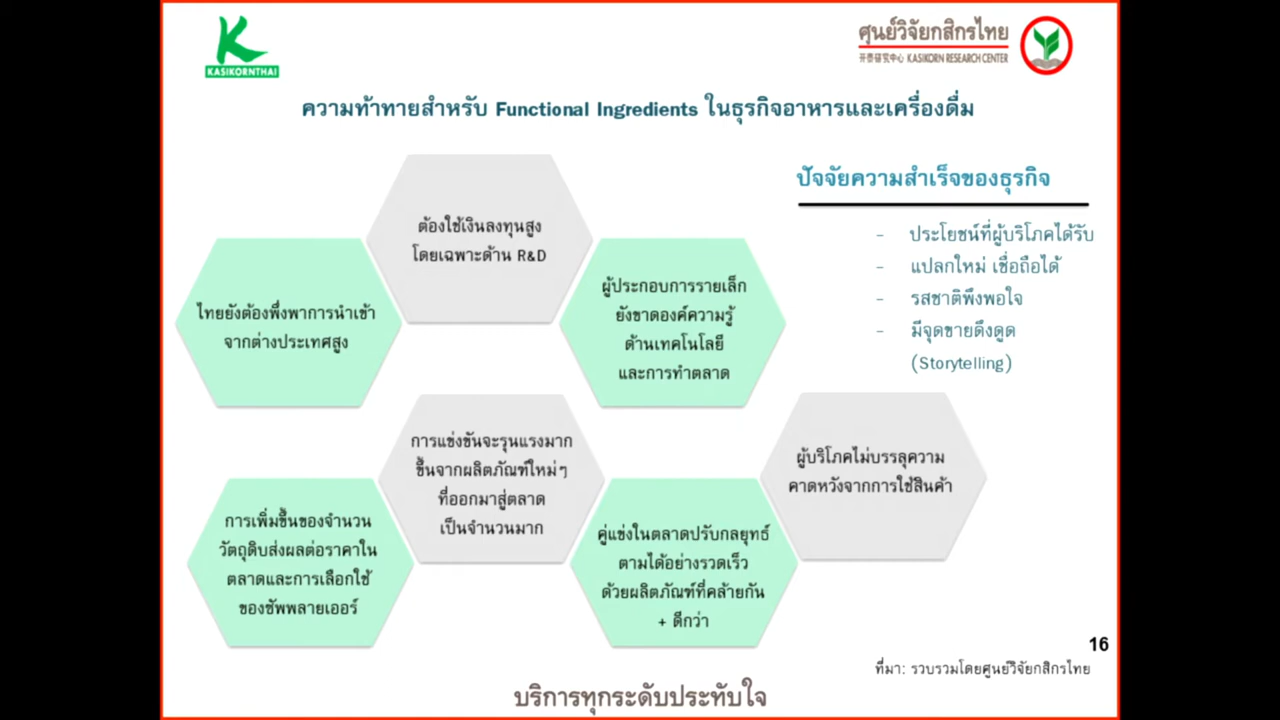 KASIKORNTHAI
ศูนย์วิจัยกสิกรไทย
开泰研究中心 KASIKORN RESEARCH CENTER
ความท้าทายสำหรับ Functional Ingredients ในธุรกิจอาหารและเครื่องดื่ม
ต้องใช้เงินลงทุนสูง
โดยเฉพาะด้าน R&D
ไทยยังต้องพึ่งพาการนำเข้า
จากต่างประเทศสูง
ผู้ประกอบการรายเล็ก
ยังขาดองค์ความรู้
ด้านเทคโนโลยี
และการทำตลาด
ปัจจัยความสำเร็จของธุรกิจ
- ประโยชน์ที่ผู้บริโภคได้รับ
- แปลกใหม่ เชื่อถือได้
- รสชาติพึงพอใจ
- มีจุดขายดึงดูด
(Storytelling)
การแข่งขันจะรุนแรงมาก
ขึ้นจากผลิตภัณฑ์ใหม่ๆ
ที่ออกมาสู่ตลาด
เป็นจำนวนมาก
ผู้บริโภคไม่บรรลุความ
คาดหวังจากการใช้สินค้า
การเพิ่มขึ้นของจำนวน
วัตถุดิบส่งผลต่อราคาใน
ตลาดและการเลือกใช้
ของซัพพลายเออร์
คู่แข่งในตลาดปรับกลยุทธ์
ตามได้อย่างรวดเร็ว
ด้วยผลิตภัณฑ์ที่คล้ายกัน
+ ดีกว่า
16
ที่มา: รวบรวมโดยศูนย์วิจัยกสิกรไทย
บริการทุกระดับประทับใจ